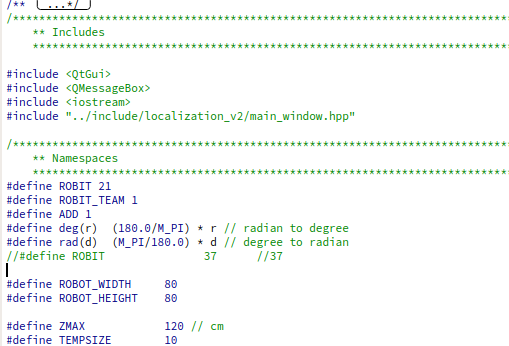 /** ...*/
/*****************************************************************************
** Includes
*****************************************************************************
#include <QtGui>
#include <QMessageBox>
#include <iostream>
#include "../include/localization_v2/main_window.hpp"
/*****************************************************************************
** Namespaces
*****************************************************************************
#define ROBIT 21
#define ROBIT_TEAM 1
#define ADD 1
#define deg(r)  (180.0/M_PI) * r // radian to degree
#define rad(d)  (M_PI/180.0) * d // degree to radian
//#define ROBIT               37      //37
#define ROBOT_WIDTH     80
#define ROBOT_HEIGHT    80
#define ZMAX            120 // cm
#define TEMPSIZE        10